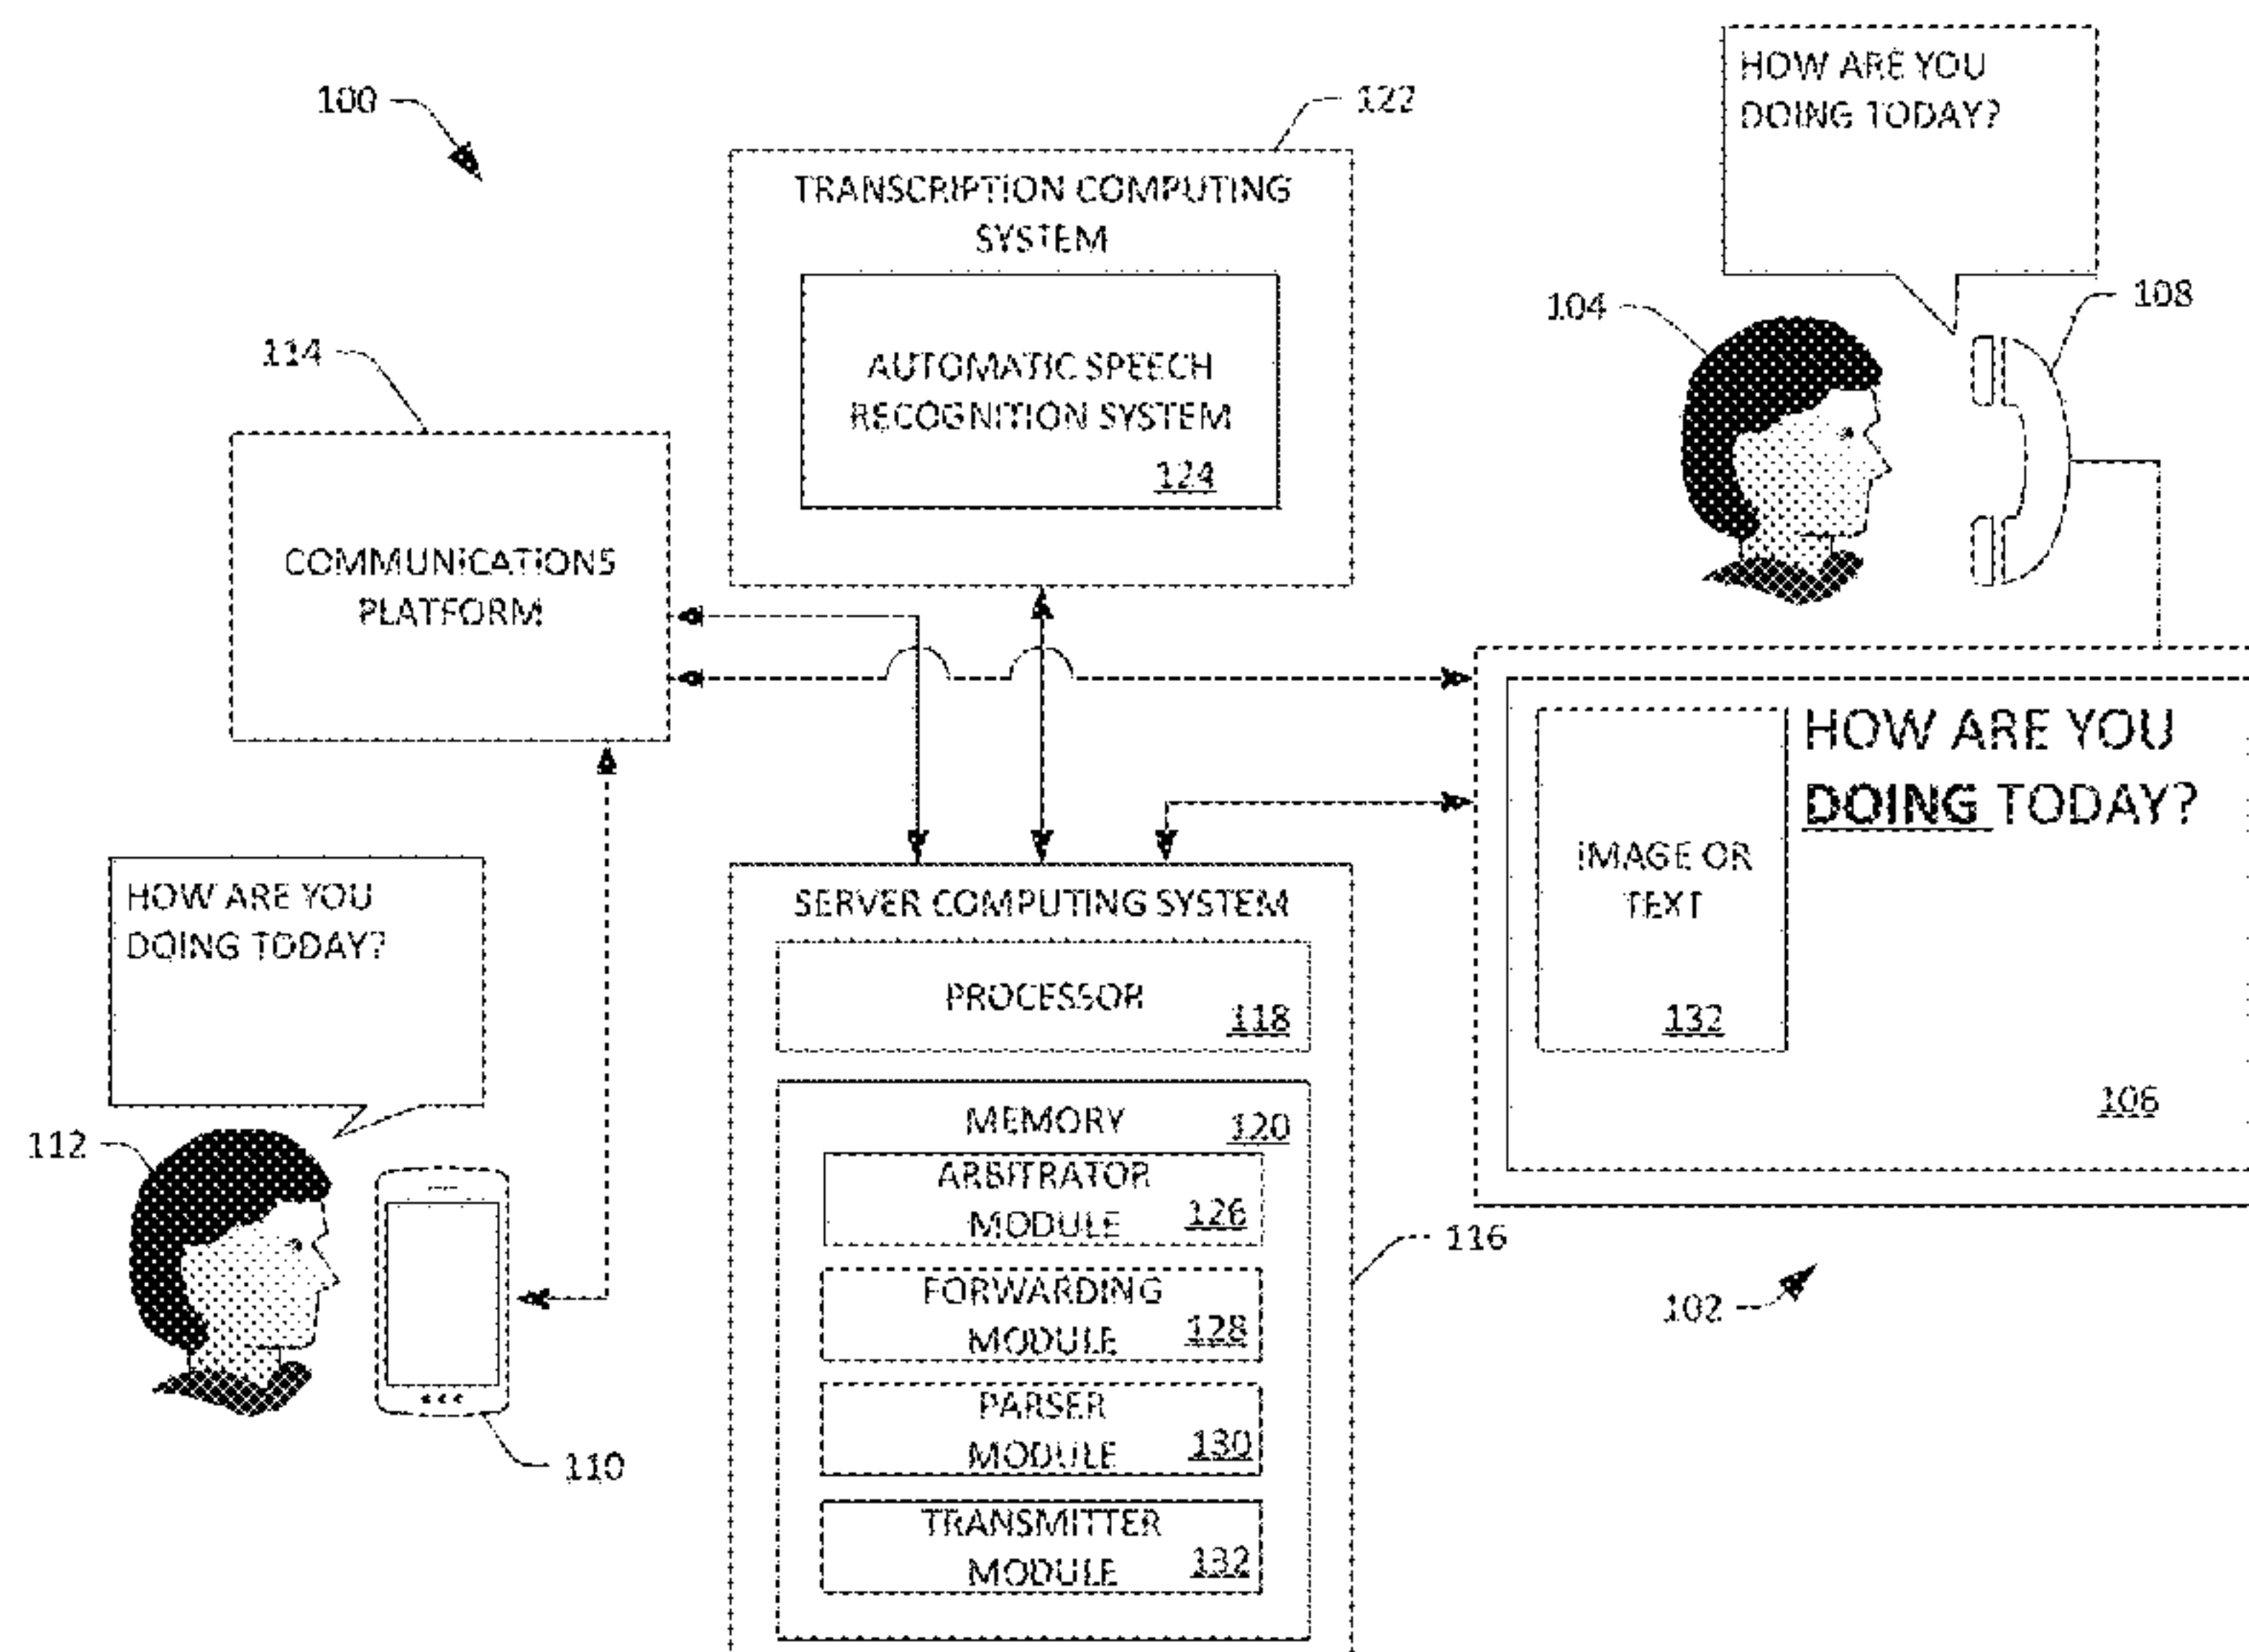 100
122
HOW ARE YOU
DOING TODAY?
TRANSCRIPTION COMPUTING
SYSTEM
AUTOMATIC SPEECH
RECOGNITION SYSTEM
124
104
108
114
COMMUNICATIONS
PLATFORM
HOW ARE YOU
DOING TODAY?
IMAGE OR
TEXT
132
106
HOW ARE YOU
DOING TODAY?
112
110
SERVER COMPUTING SYSTEM
PROCESSOR
118
MEMORY
120
ARBITRATOR
MODULE 126
FORWARDING
MODULE 128
PARSER
MODULE 130
TRANSMITTER
MODULE 132
116
102